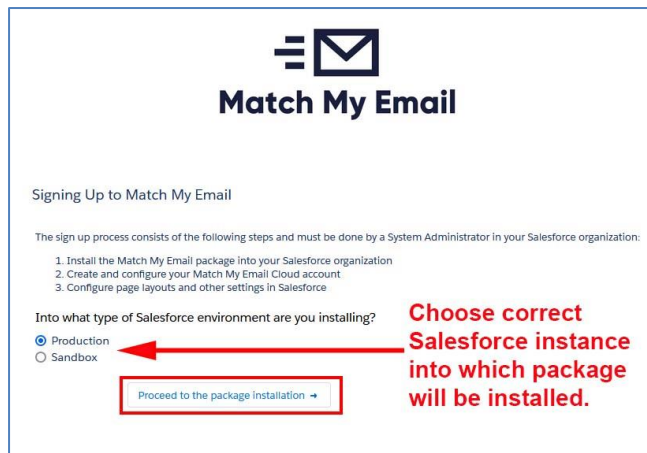 Match My Email
Signing Up to Match My Email
The sign up process consists of the following steps and must be done by a System Administrator in your Salesforce organization:
1. Install the Match My Email package into your Salesforce organization
2. Create and configure your Match My Email Cloud account
3. Configure page layouts and other settings in Salesforce
Into what type of Salesforce environment are you installing?
Production
Sandbox
Proceed to the package installation →
Choose correct
Salesforce instance
into which package
will be installed.